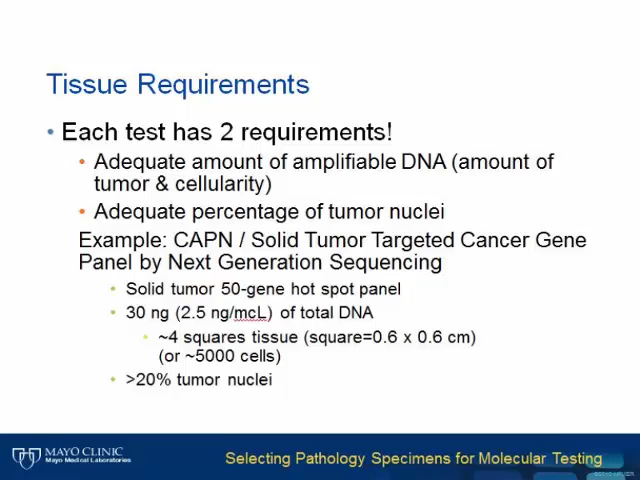 Tissue Requirements
• Each test has 2 requirements!
• Adequate amount of amplifiable DNA (amount of
tumor & cellularity)
• Adequate percentage of tumor nuclei
Example: CAPN / Solid Tumor Targeted Cancer Gene
Panel by Next Generation Sequencing
• Solid tumor 50-gene hot spot panel
• 30 ng (2.5 ng/mcL) of total DNA
• ~4 squares tissue (square=0.6 x 0.6 cm)
(or ~5000 cells)
• >20% tumor nuclei
MAYO CLINIC
Mayo Medical Laboratories
Selecting Pathology Specimens for Molecular Testing